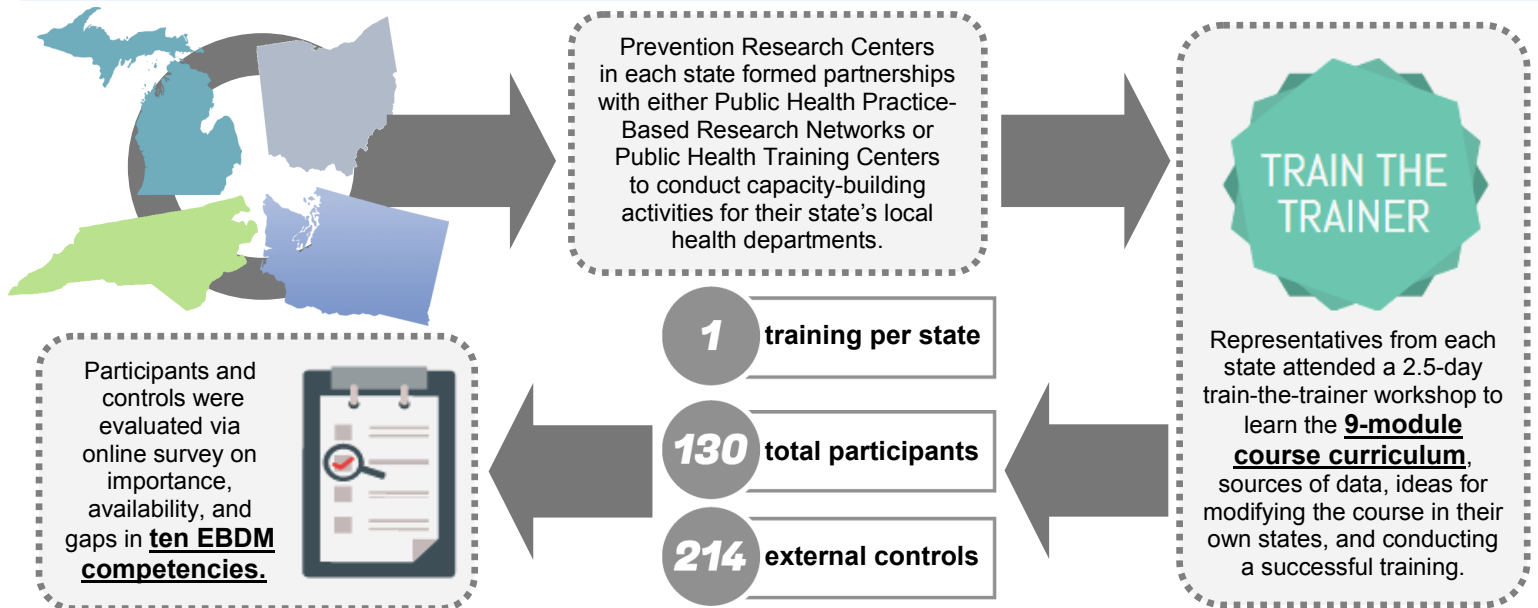 Prevention Research Centers
in each state formed partnerships
with either Public Health Practice-
Based Research Networks or
Public Health Training Centers
to conduct capacity-building
activities for their state's local
health departments.
TRAIN THE
TRAINER
Representatives from each
state attended a 2.5-day
train-the-trainer workshop to
learn the 9-module
course curriculum,
sources of data, ideas for
modifying the course in their
own states, and conducting
a successful training.
1 training per state
130 total participants
214 external controls
Participants and
controls were
evaluated via
online survey on
importance,
availability, and
gaps in ten EBDM
competencies.